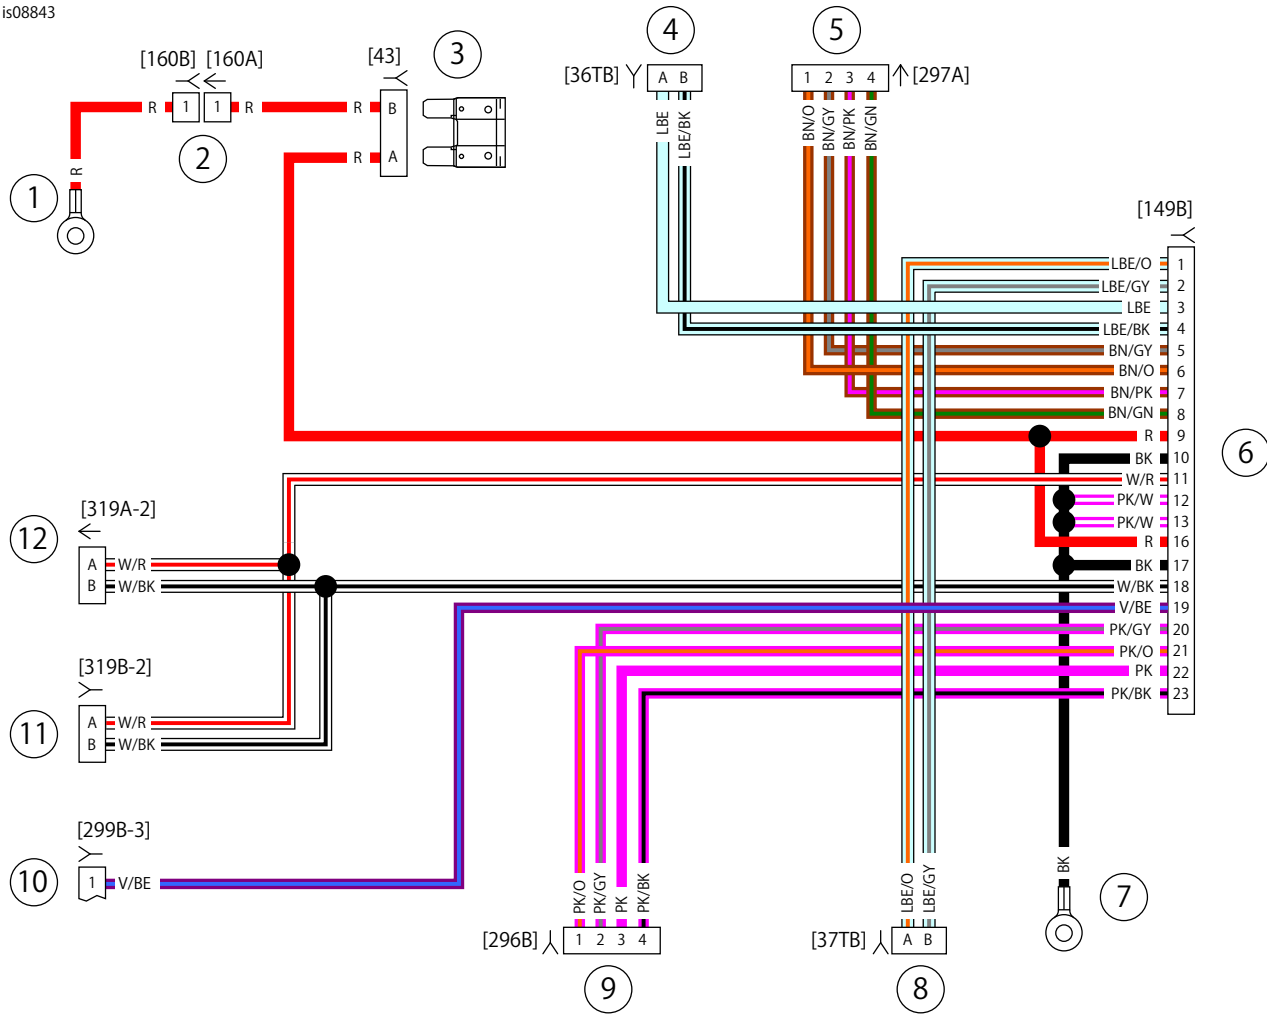 is08843
[160B] [160A]
[43]
3
4
5
[36TB]
A B
1 2 3 4
[297A]
R
1
1
R
R
B
2
R
A
R
1
LBE
LBE/BK
BN/O
BN/GY
BN/PK
BN/GN
[149B]
LBE/O 1
LBE/GY 2
LBE 3
LBE/BK 4
BN/GY 5
BN/O 6
BN/PK 7
BN/GN 8
R 9
BK 10
W/R 11
PK/W 12
PK/W 13
R 16
BK 17
W/BK 18
V/BE 19
PK/GY 20
PK/O 21
PK 22
PK/BK 23
6
[319A-2]
12
A W/R
B W/BK
[319B-2]
11
A W/R
B W/BK
[299B-3]
10
1 V/BE
PK/O
PK/GY
PK
PK/BK
[296B]
1 2 3 4
9
LBE/O
LBE/GY
[37TB]
A B
8
BK
7